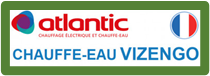 atlantic
CHAUFFAGE ÉLECTRIQUE ET CHAUFFE-EAU
CHAUFFE-EAU VIZENGO